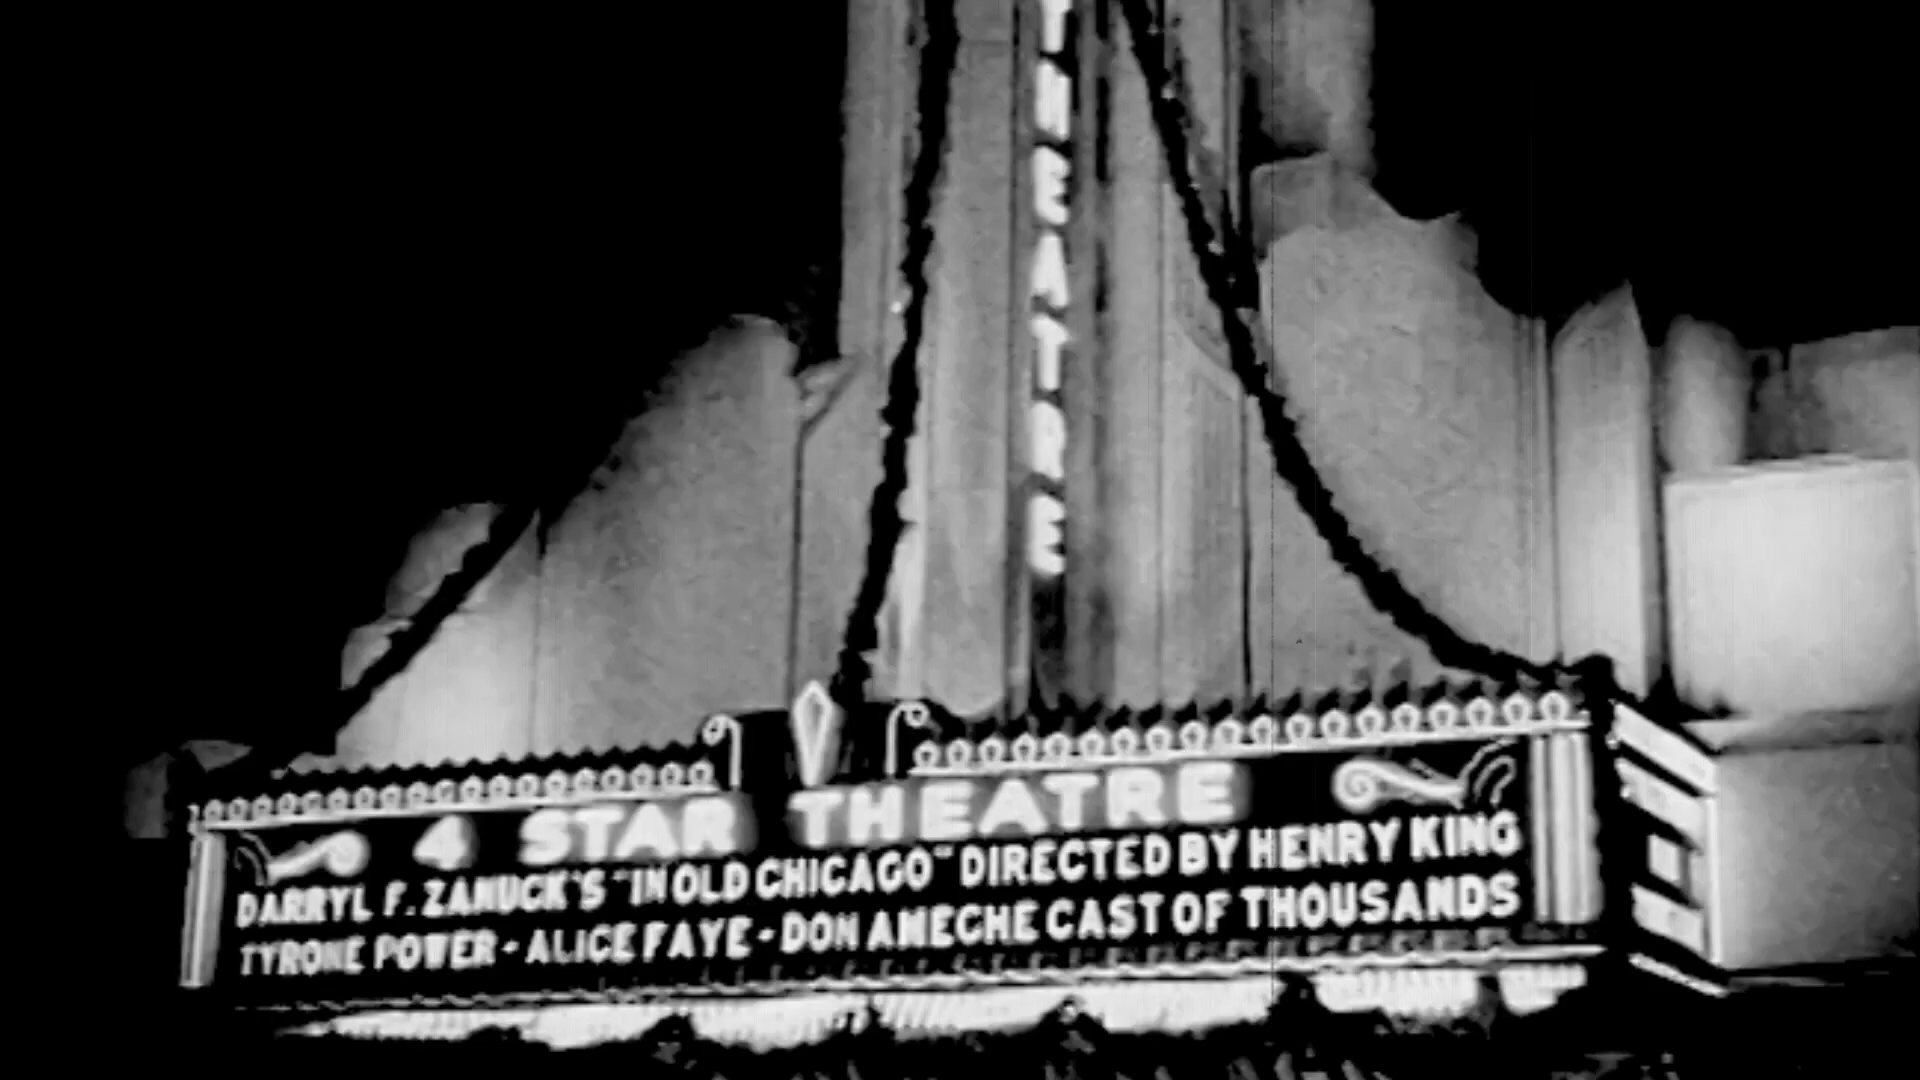 THEATRE
4 STAR THEATRE
DARRYL F. ZANUCK'S "IN OLD CHICAGO" DIRECTED BY HENRY KING
TYRONE POWER - ALICE FAYE - DON AMECHE CAST OF THOUSANDS